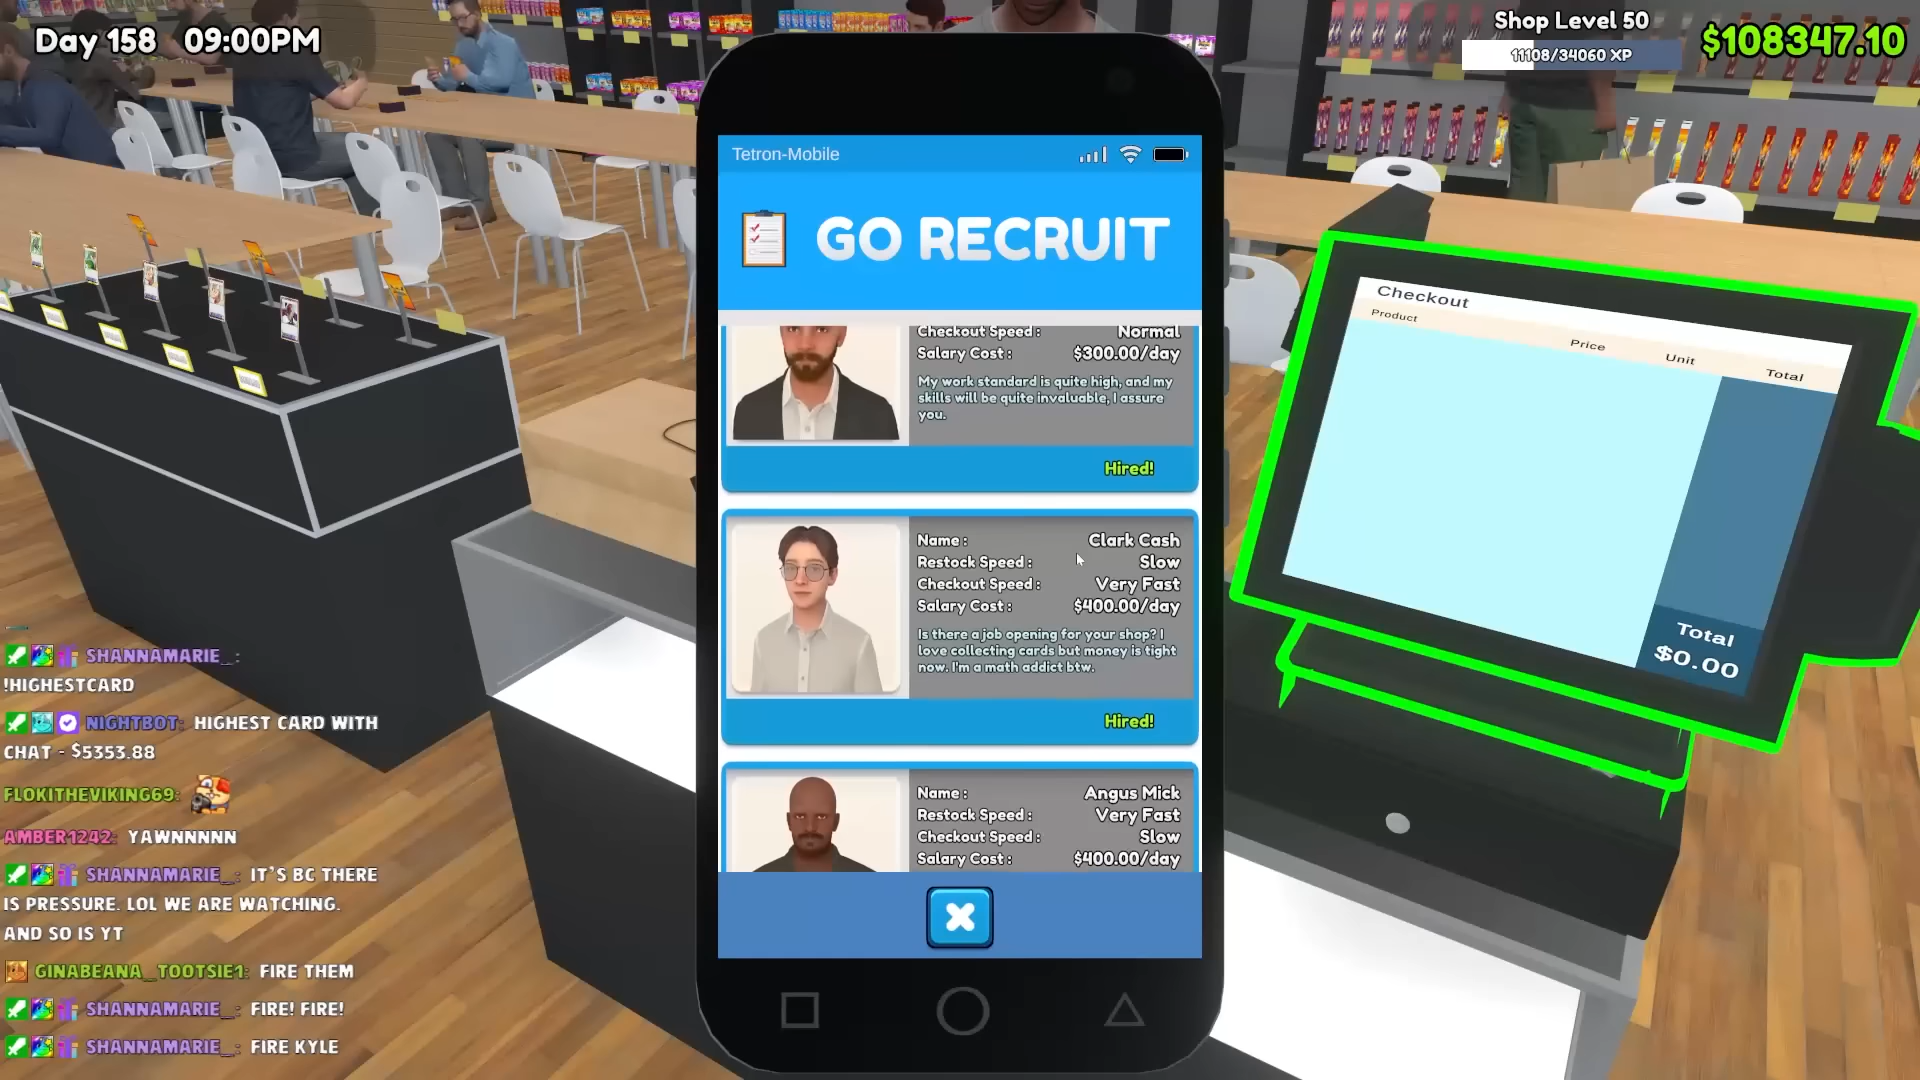 Day 158 09:00PM
Shop Level 50
11108/34060 XP
$108347.10
Tetron-Mobile
GO RECRUIT
Checkout Speed : Normal
Salary Cost : $300.00/day
My work standard is quite high, and my
skills will be quite invaluable, I assure
you.
Hired!
Name : Clark Cash
Restock Speed : Slow
Checkout Speed : Very Fast
Salary Cost : $400.00/day
Is there a job opening for your shop? I
love collecting cards but money is tight
now. I'm a math addict btw.
Hired!
Name : Angus Mick
Restock Speed : Very Fast
Checkout Speed : Slow
Salary Cost : $400.00/day
Checkout
Product Price Unit Total
Total
$0.00
SHANNAMARIE_:
!HIGHESTCARD
NIGHTBOT: HIGHEST CARD WITH
CHAT - $5353.88
FLOKITHEVIKING69:
AMBER1242: YAWNNNNN
SHANNAMARIE_: IT'S BC THERE
IS PRESSURE. LOL WE ARE WATCHING.
AND SO IS YT
GINABEANA_TOOTSIE1: FIRE THEM
SHANNAMARIE_: FIRE! FIRE!
SHANNAMARIE_: FIRE KYLE